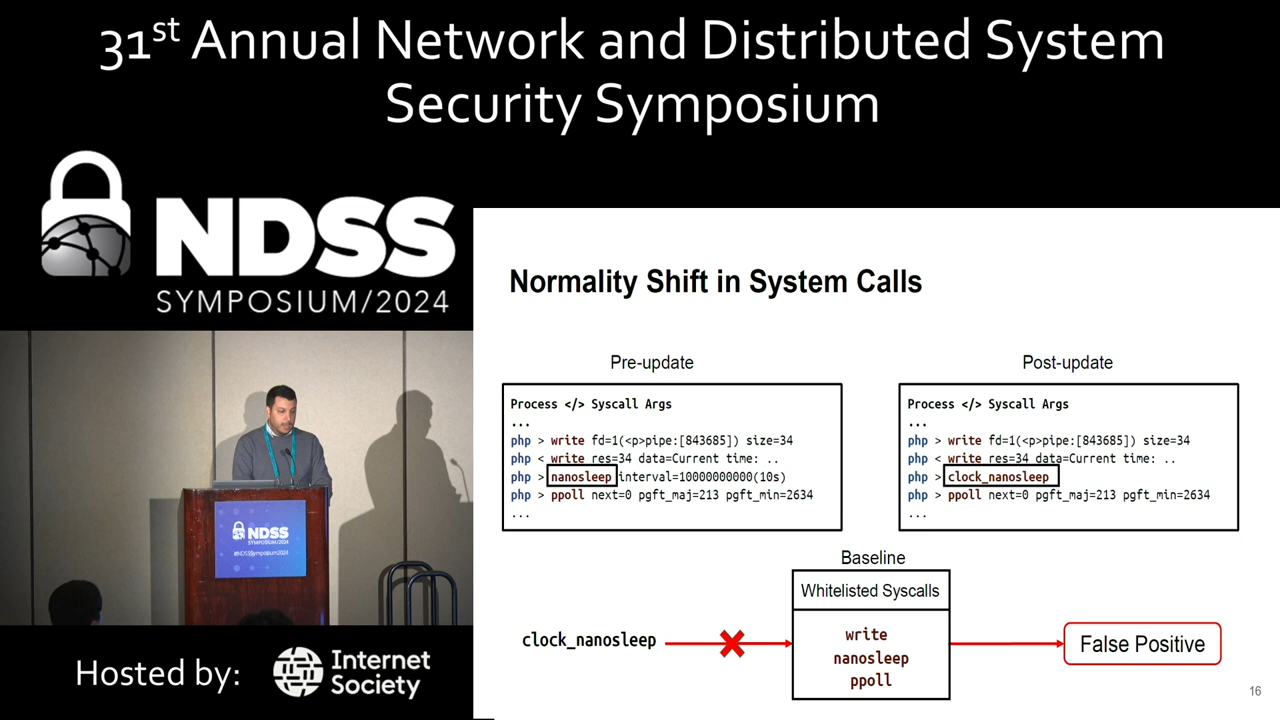 31st Annual Network and Distributed System
Security Symposium
NDSS
SYMPOSIUM/2024
Normality Shift in System Calls
Pre-update
Process </> Syscall Args
...
php > write fd=1(<p>pipe:[843685]) size=34
php < write res=34 data=Current time: ..
php > nanosleep interval=10000000000(10s)
php > ppoll next=0 pgft_maj=213 pgft_min=2634
...
Post-update
Process </> Syscall Args
...
php > write fd=1(<p>pipe:[843685]) size=34
php < write res=34 data=Current time: ..
php > clock_nanosleep
php > ppoll next=0 pgft_maj=213 pgft_min=2634
...
Baseline
Whitelisted Syscalls
write
nanosleep
ppoll
clock_nanosleep
False Positive
16
NDSS
SYMPOSIUM/2024
#NDSSSymposium2024
Hosted by:
Internet
Society